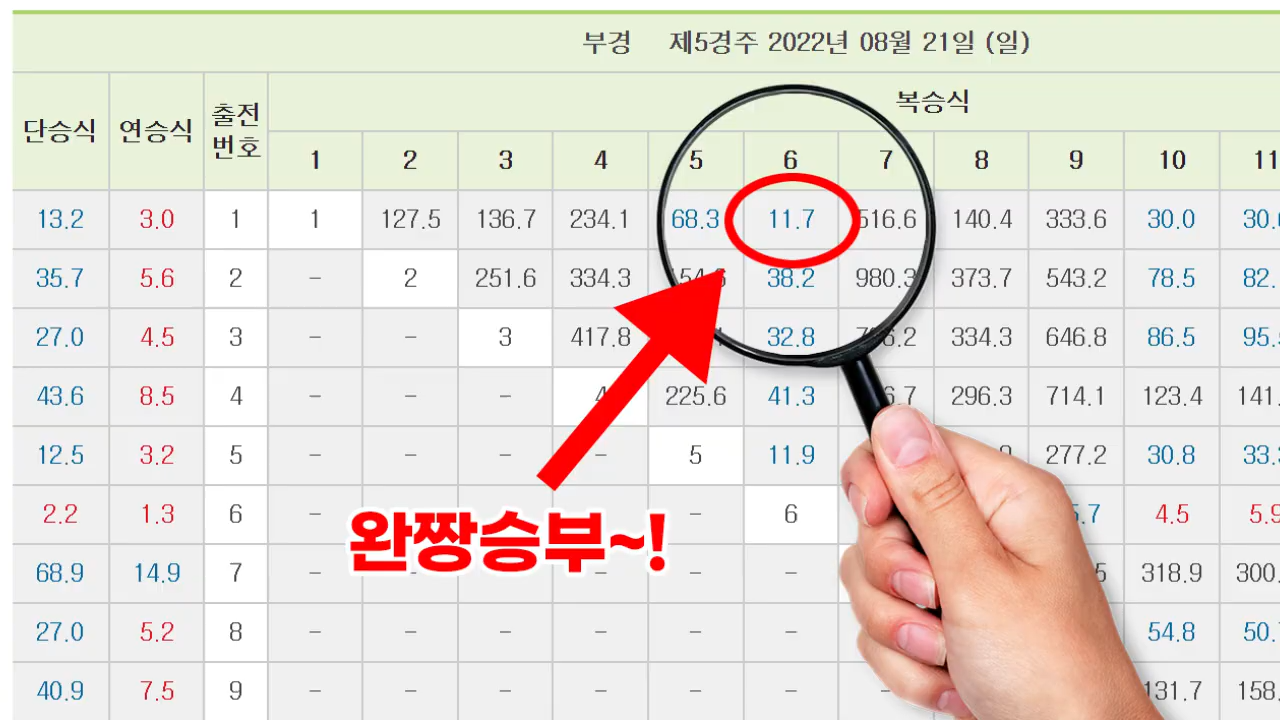 부경 제5경주 2022년 08월 21일 (일)
단승식 연승식 출전번호 복승식
1 2 3 4 5 6 7 8 9 10 11
13.2 3.0 1 1 127.5 136.7 234.1 68.3 11.7 516.6 140.4 333.6 30.0
35.7 5.6 2 – 2 251.6 334.3 38.2 980.3 373.7 543.2 78.5
27.0 4.5 3 – – 3 417.8 32.8 334.3 646.8 86.5
43.6 8.5 4 – – – 4 225.6 41.3 296.3 714.1 123.4
12.5 3.2 5 – – – – 5 11.9 277.2 30.8
2.2 1.3 6 – – 6 4.5
완짱승부~!
68.9 14.9 7 – – – – – – 318.9
27.0 5.2 8 – – – – – – 54.8
40.9 7.5 9 – – – – – – – 131.7